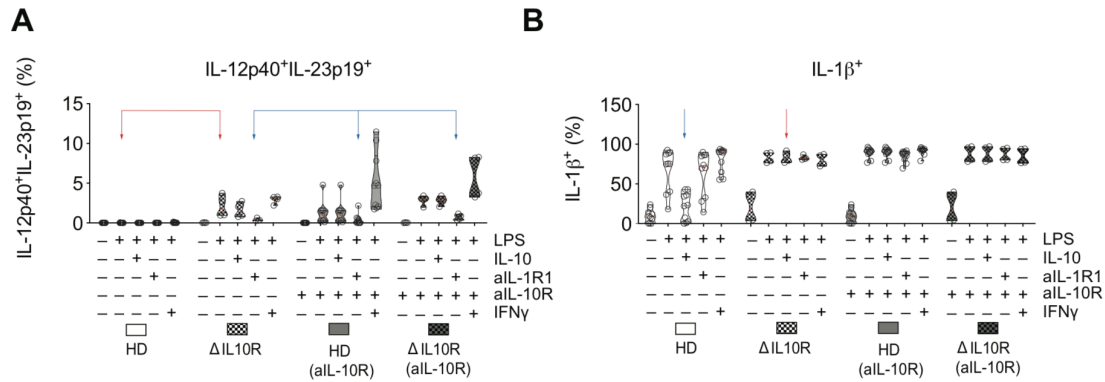 A
IL-12p40⁺IL-23p19⁺
IL-12p40⁺IL-23p19⁺ (%)
15
10
5
0
– + + + + – + + + + – + + + + – + + + + LPS
– – + – – – – + – – – – + – – – – + – – IL-10
– – – + – – – – + – – – – + – – – – + – aIL-1R1
– – – – – – – – – – + + + + + + + + + + aIL-10R
– – – – + – – – – + – – – – + – – – – + IFNγ
HD
ΔIL10R
HD
(aIL-10R)
ΔIL10R
(aIL-10R)
B
IL-1β⁺
IL-1β⁺ (%)
150
100
50
0
– + + + + – + + + + – + + + + – + + + + LPS
– – + – – – – + – – – – + – – – – + – – IL-10
– – – + – – – – + – – – – + – – – – + – aIL-1R1
– – – – – – – – – – + + + + + + + + + + aIL-10R
– – – – + – – – – + – – – – + – – – – + IFNγ
HD
ΔIL10R
HD
(aIL-10R)
ΔIL10R
(aIL-10R)